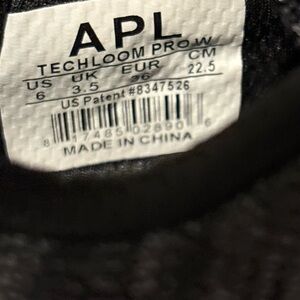 APL
TECHLOOM PRO W
US UK EUR CM
6 3.5 36 22.5
US Patent #8347526
8 17485 02890 6
MADE IN CHINA